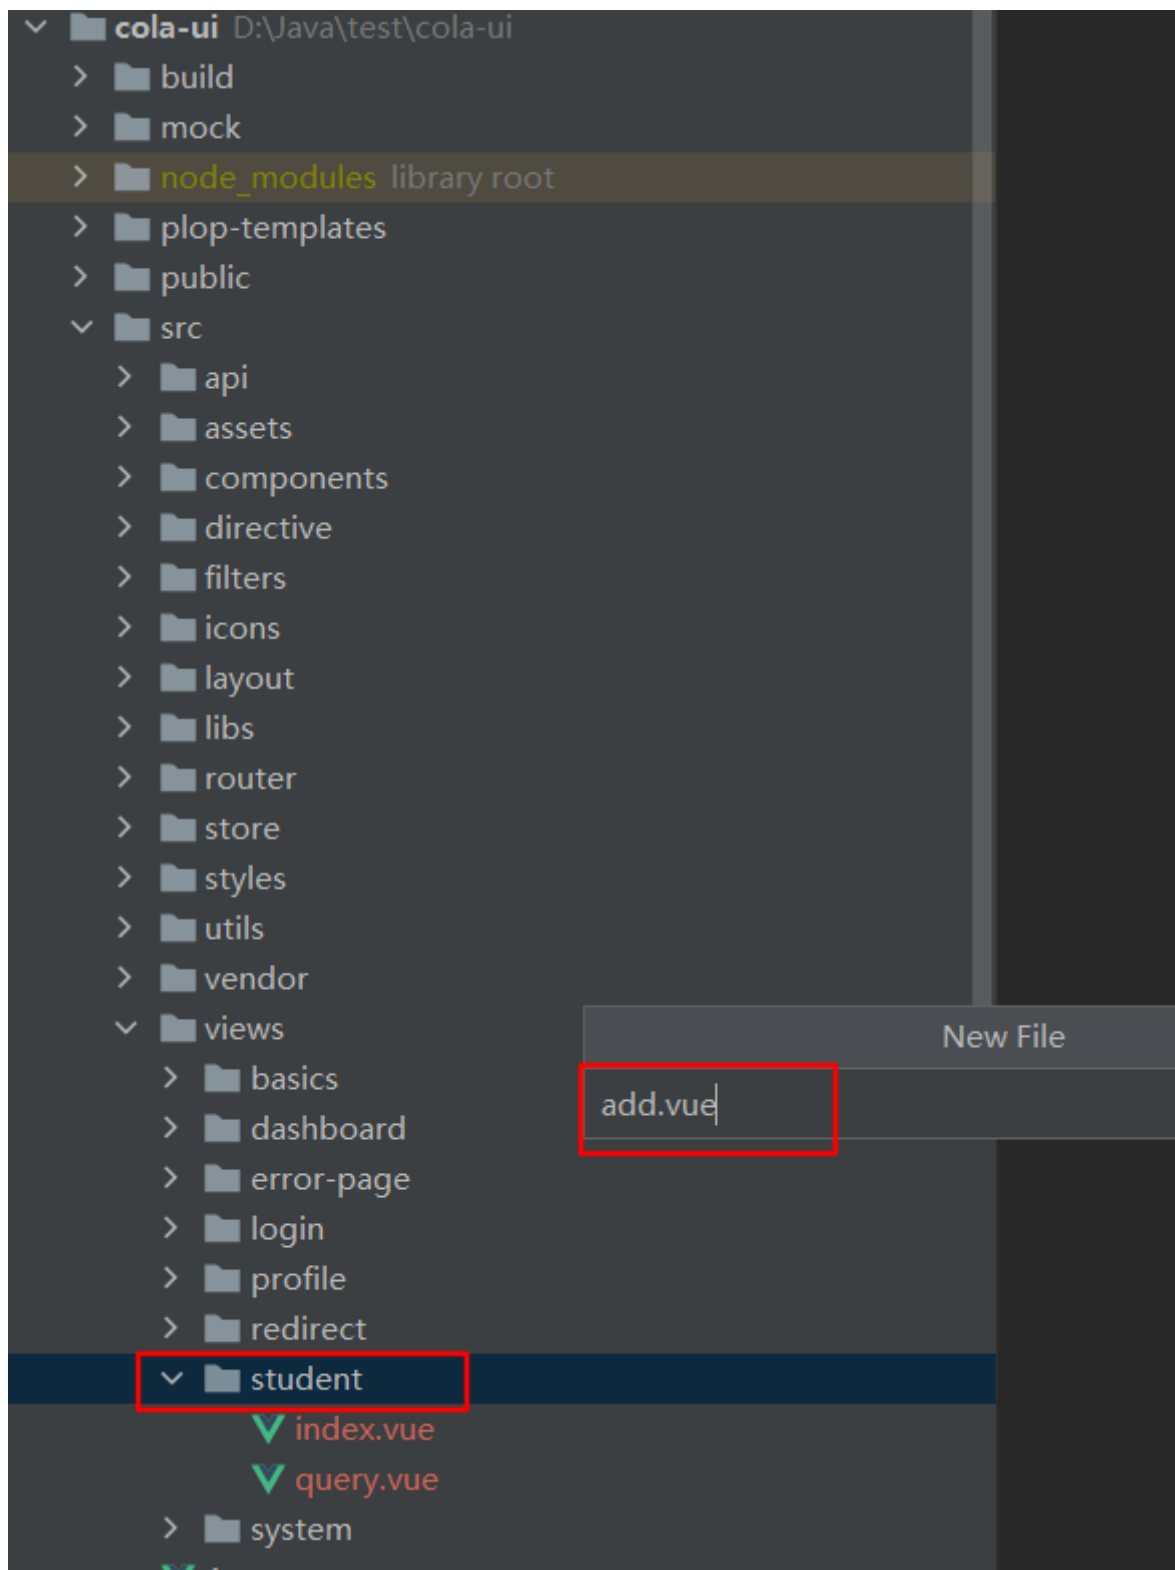 cola-ui D:\Java\test\cola-ui
build
mock
node_modules library root
plop-templates
public
src
api
assets
components
directive
filters
icons
layout
libs
router
store
styles
utils
vendor
views
New File
basics
add.vue
dashboard
error-page
login
profile
redirect
student
index.vue
query.vue
system